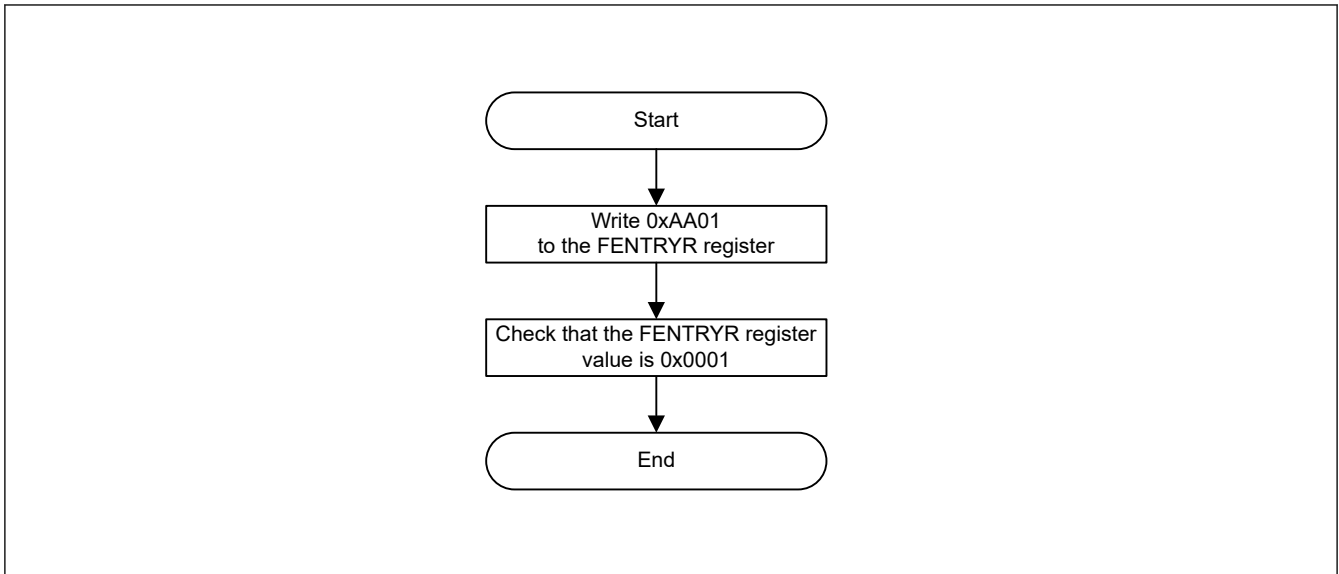 Start
Write 0xAA01
to the FENTRYR register
Check that the FENTRYR register
value is 0x0001
End